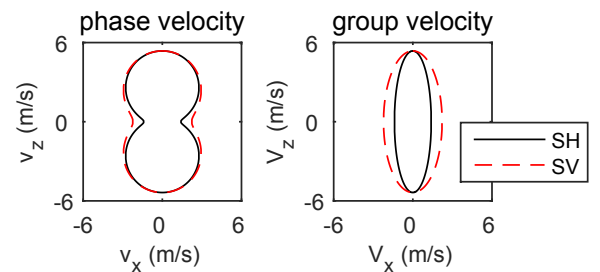 phase velocity
group velocity
6
0
-6
v_z (m/s)
-6
0
6
v_x (m/s)
6
0
-6
V_z (m/s)
-6
0
6
V_x (m/s)
SH
SV